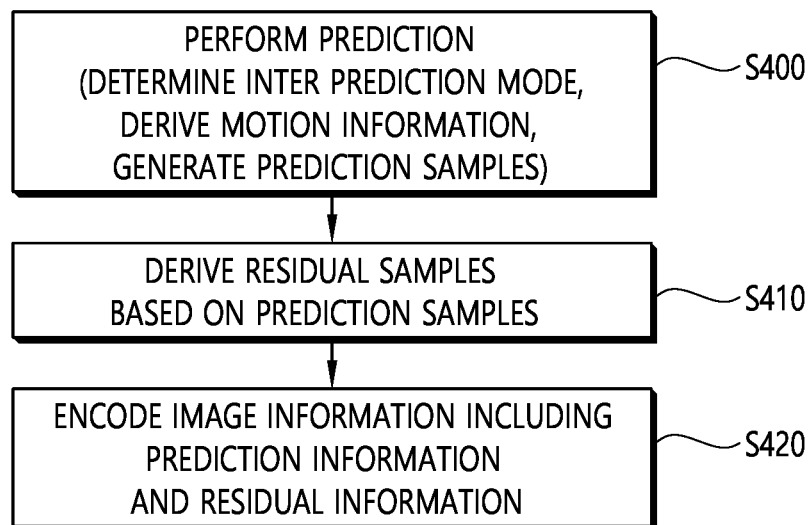 PERFORM PREDICTION
(DETERMINE INTER PREDICTION MODE,
DERIVE MOTION INFORMATION,
GENERATE PREDICTION SAMPLES)
S400
DERIVE RESIDUAL SAMPLES
BASED ON PREDICTION SAMPLES
S410
ENCODE IMAGE INFORMATION INCLUDING
PREDICTION INFORMATION
AND RESIDUAL INFORMATION
S420